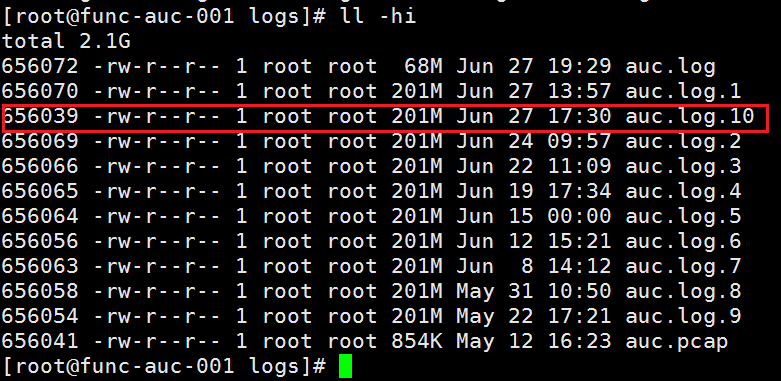 [root@func-auc-001 logs]# ll -hi
total 2.1G
656072 -rw-r--r-- 1 root root  68M Jun 27 19:29 auc.log
656070 -rw-r--r-- 1 root root 201M Jun 27 13:57 auc.log.1
656039 -rw-r--r-- 1 root root 201M Jun 27 17:30 auc.log.10
656069 -rw-r--r-- 1 root root 201M Jun 24 09:57 auc.log.2
656066 -rw-r--r-- 1 root root 201M Jun 22 11:09 auc.log.3
656065 -rw-r--r-- 1 root root 201M Jun 19 17:34 auc.log.4
656064 -rw-r--r-- 1 root root 201M Jun 15 00:00 auc.log.5
656056 -rw-r--r-- 1 root root 201M Jun 12 15:21 auc.log.6
656063 -rw-r--r-- 1 root root 201M Jun  8 14:12 auc.log.7
656058 -rw-r--r-- 1 root root 201M May 31 10:50 auc.log.8
656054 -rw-r--r-- 1 root root 201M May 22 17:21 auc.log.9
656041 -rw-r--r-- 1 root root 854K May 12 16:23 auc.pcap
[root@func-auc-001 logs]#